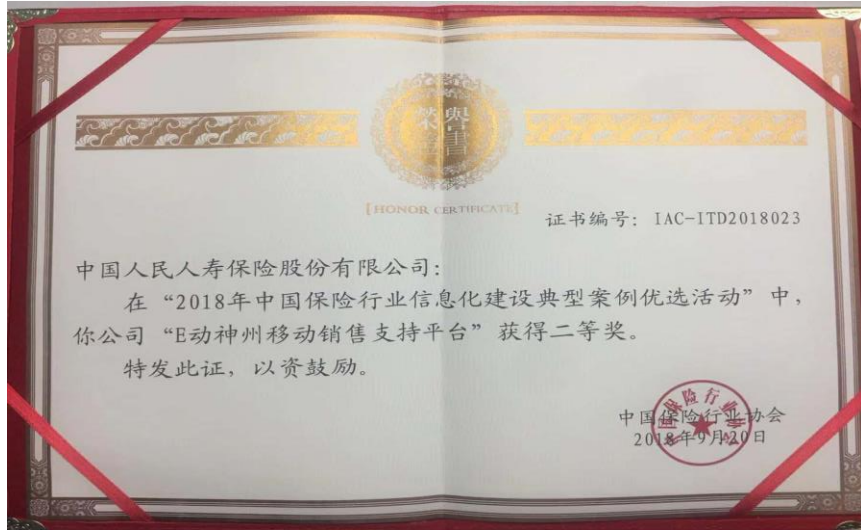 榮譽
證書
[HONOR CERTIFICATE]
证书编号：IAC-ITD2018023
中国人民人寿保险股份有限公司：
在“2018年中国保险行业信息化建设典型案例优选活动”中，
你公司“E动神州移动销售支持平台”获得二等奖。
特发此证，以资鼓励。
中国保险行业协会
2018年9月20日